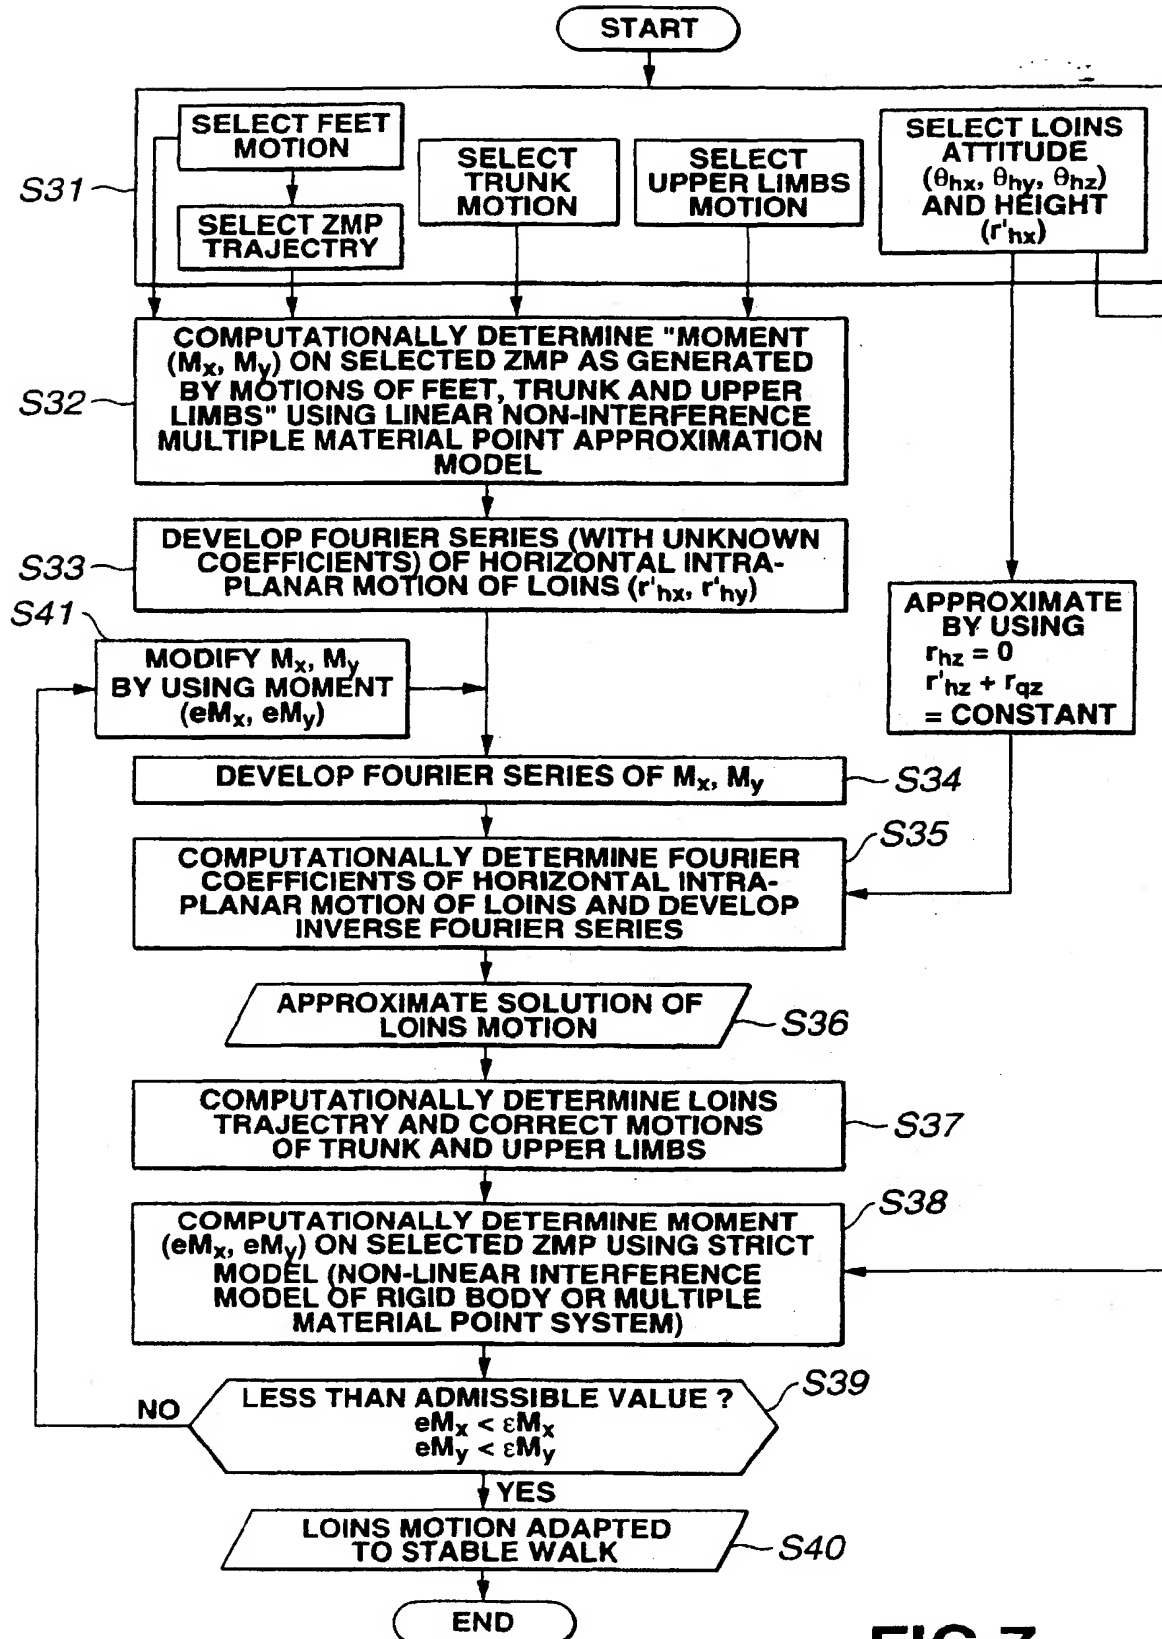 START
SELECT FEET
MOTION
SELECT ZMP
TRAJECTRY
SELECT
TRUNK
MOTION
SELECT
UPPER LIMBS
MOTION
SELECT LOINS
ATTITUDE
(θhx, θhy, θhz)
AND HEIGHT
(r'hx)
S31
COMPUTATIONALLY DETERMINE "MOMENT
(Mx, My) ON SELECTED ZMP AS GENERATED
BY MOTIONS OF FEET, TRUNK AND UPPER
LIMBS" USING LINEAR NON-INTERFERENCE
MULTIPLE MATERIAL POINT APPROXIMATION
MODEL
S32
DEVELOP FOURIER SERIES (WITH UNKNOWN
COEFFICIENTS) OF HORIZONTAL INTRA-
PLANAR MOTION OF LOINS (r'hx, r'hy)
S33
S41
MODIFY Mx, My
BY USING MOMENT
(eMx, eMy)
APPROXIMATE
BY USING
rhz = 0
r'hz + rqz
= CONSTANT
DEVELOP FOURIER SERIES OF Mx, My
S34
S35
COMPUTATIONALLY DETERMINE FOURIER
COEFFICIENTS OF HORIZONTAL INTRA-
PLANAR MOTION OF LOINS AND DEVELOP
INVERSE FOURIER SERIES
APPROXIMATE SOLUTION OF
LOINS MOTION
S36
COMPUTATIONALLY DETERMINE LOINS
TRAJECTRY AND CORRECT MOTIONS
OF TRUNK AND UPPER LIMBS
S37
S38
COMPUTATIONALLY DETERMINE MOMENT
(eMx, eMy) ON SELECTED ZMP USING STRICT
MODEL (NON-LINEAR INTERFERENCE
MODEL OF RIGID BODY OR MULTIPLE
MATERIAL POINT SYSTEM)
S39
NO
LESS THAN ADMISSIBLE VALUE ?
eMx < εMx
eMy < εMy
YES
LOINS MOTION ADAPTED
TO STABLE WALK
S40
END
FIG.7